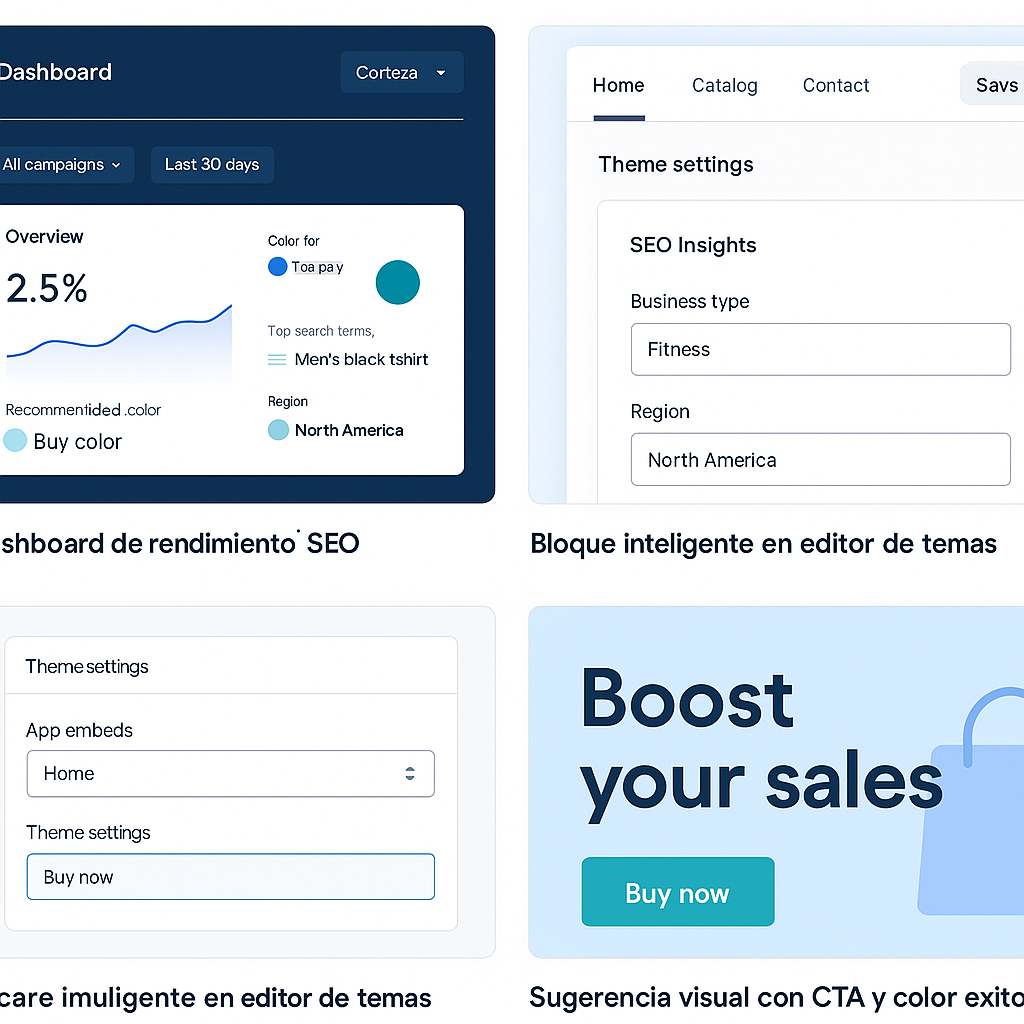 Dashboard
Corteza
All campaigns
Last 30 days
Overview
2.5%
Color for
Toa pa y
Top search terms,
Men's black tshirt
Recommentided .color
Buy color
Region
North America
shboard de rendimiento˙ SEO
Home Catalog Contact Savs
Theme settings
SEO Insights
Business type
Fitness
Region
North America
Bloque inteligente en editor de temas
Theme settings
App embeds
Home
Theme settings
Buy now
care imuligente en editor de temas
Boost
your sales
Buy now
Sugerencia visual con CTA y color exito